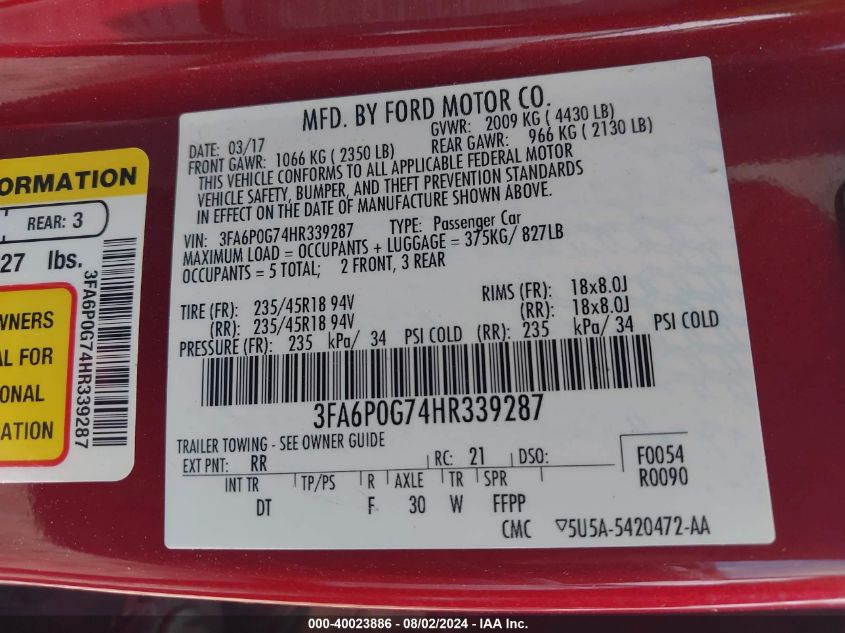 MFD. BY FORD MOTOR CO.
DATE: 03/17 GVWR: 2009 KG ( 4430 LB)
FRONT GAWR: 1066 KG ( 2350 LB) REAR GAWR: 966 KG ( 2130 LB)
THIS VEHICLE CONFORMS TO ALL APPLICABLE FEDERAL MOTOR
VEHICLE SAFETY, BUMPER, AND THEFT PREVENTION STANDARDS
IN EFFECT ON THE DATE OF MANUFACTURE SHOWN ABOVE.
VIN: 3FA6P0G74HR339287 TYPE: Passenger Car
MAXIMUM LOAD = OCCUPANTS + LUGGAGE = 375KG/ 827LB
OCCUPANTS = 5 TOTAL; 2 FRONT, 3 REAR
TIRE (FR): 235/45R18 94V RIMS (FR): 18x8.0J
(RR): 235/45R18 94V (RR): 18x8.0J
PRESSURE (FR): 235 kPa/ 34 PSI COLD (RR): 235 kPa/ 34 PSI COLD
3FA6P0G74HR339287
TRAILER TOWING - SEE OWNER GUIDE
EXT PNT: RR RC: 21 DSO: F0054
INT TR TP/PS R AXLE TR SPR R0090
DT F 30 W FFPP
CMC ▽5U5A-5420472-AA
ORMATION
REAR: 3
27 lbs.
3FA6P0G74HR339287
WNERS
AL FOR
ONAL
ATION
000-40023886 - 08/02/2024 - IAA Inc.